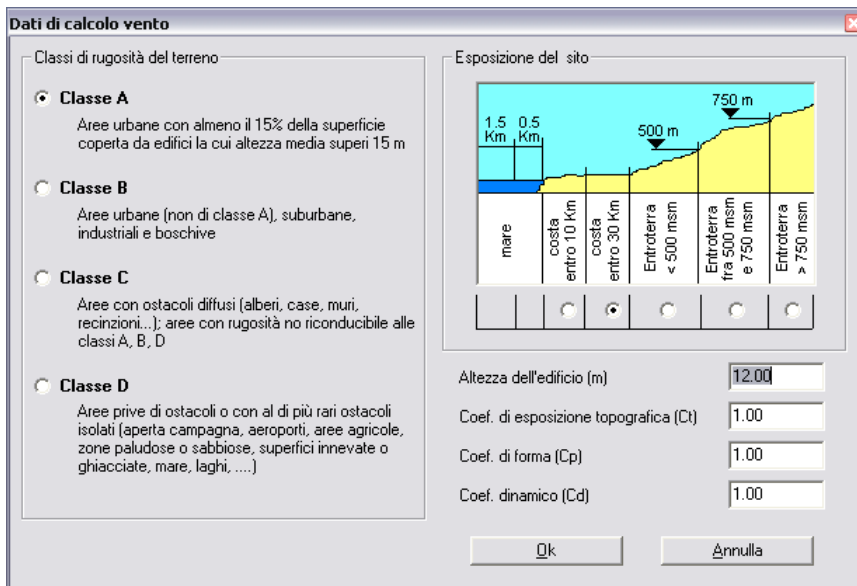 Dati di calcolo vento
Classi di rugosità del terreno
Classe A
Aree urbane con almeno il 15% della superficie
coperta da edifici la cui altezza media superi 15 m
Classe B
Aree urbane (non di classe A), suburbane,
industriali e boschive
Classe C
Aree con ostacoli diffusi (alberi, case, muri,
recinzioni...); aree con rugosità no riconducibile alle
classi A, B, D
Classe D
Aree prive di ostacoli o con al di più rari ostacoli
isolati (aperta campagna, aeroporti, aree agricole,
zone paludose o sabbiose, superfici innevate o
ghiacciate, mare, laghi, ....)
Esposizione del sito
1.5 0.5
Km Km
500 m
750 m
mare
costa
entro 10 Km
costa
entro 30 Km
Entroterra
< 500 msm
Entroterra
fra 500 msm
e 750 msm
Entroterra
> 750 msm
Altezza dell'edificio (m) 12.00
Coef. di esposizione topografica (Ct) 1.00
Coef. di forma (Cp) 1.00
Coef. dinamico (Cd) 1.00
Ok
Annulla